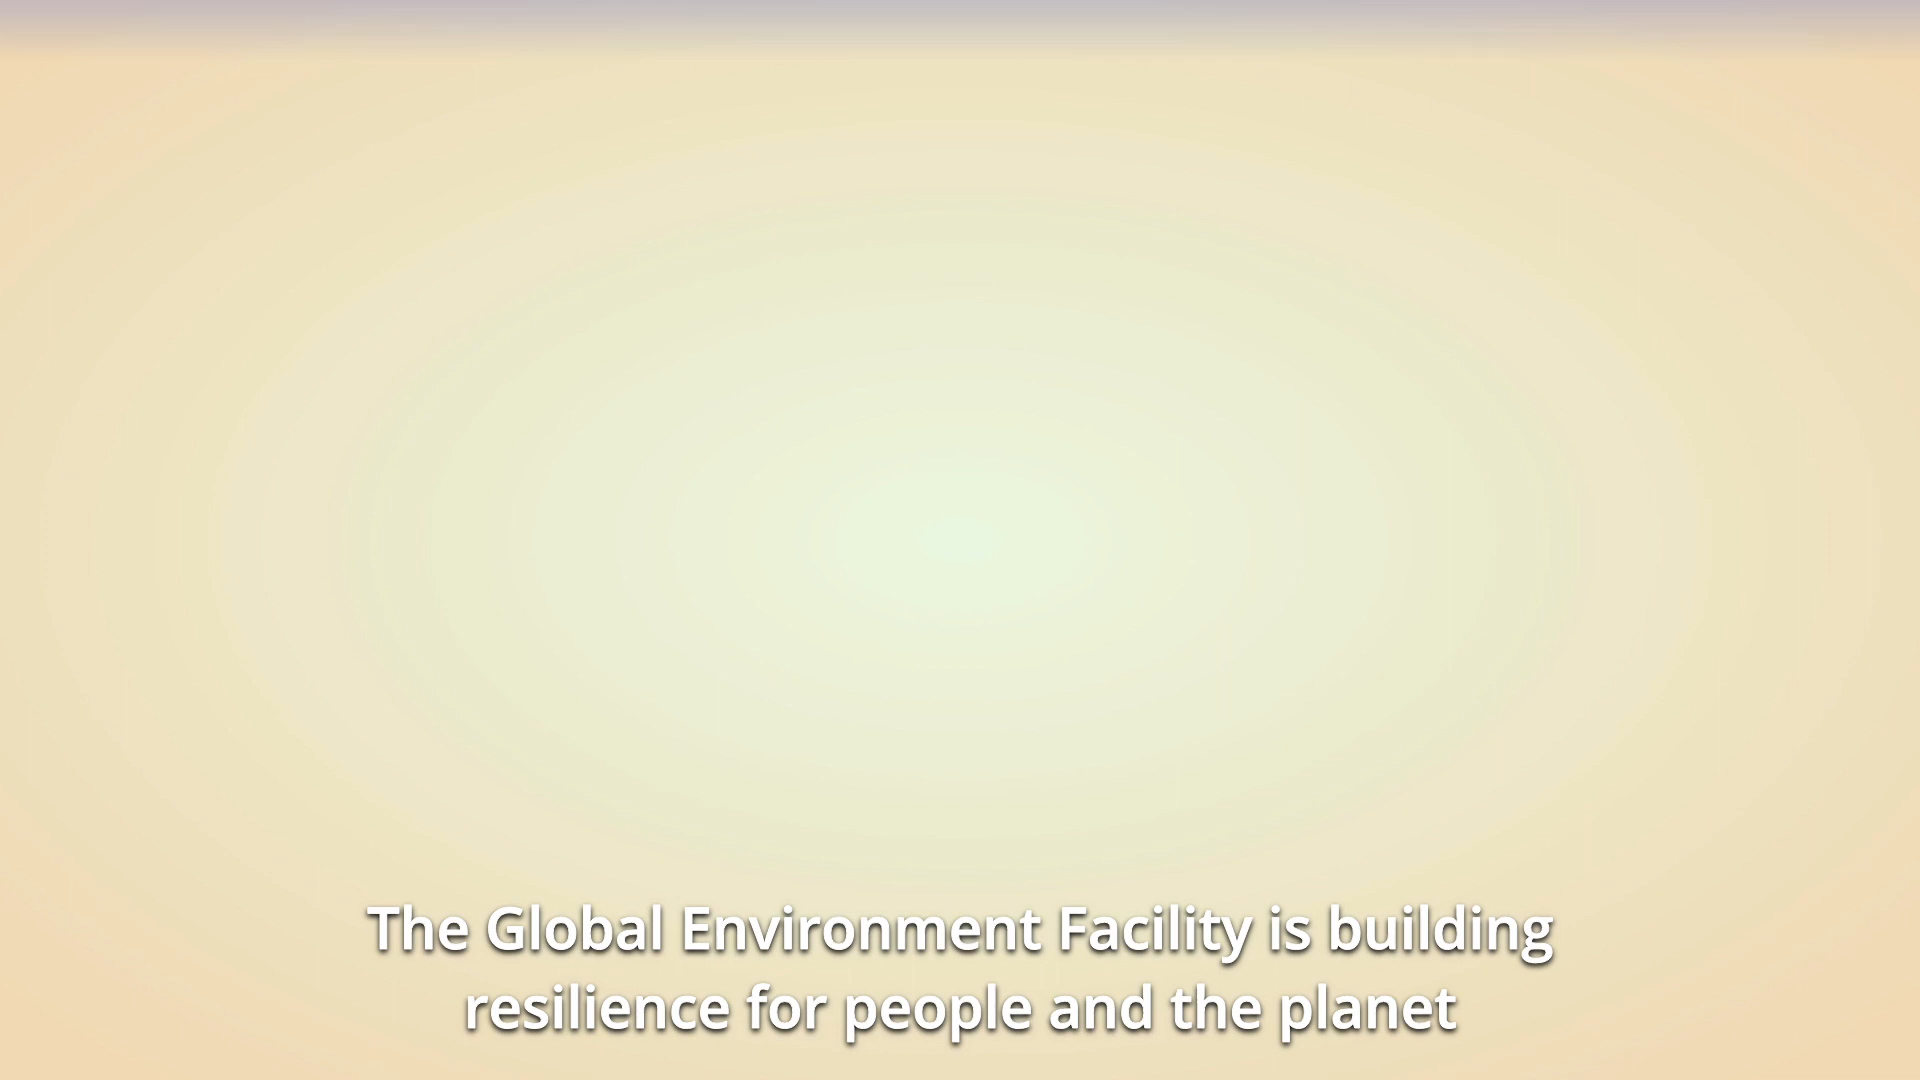 The Global Environment Facility is building
resilience for people and the planet